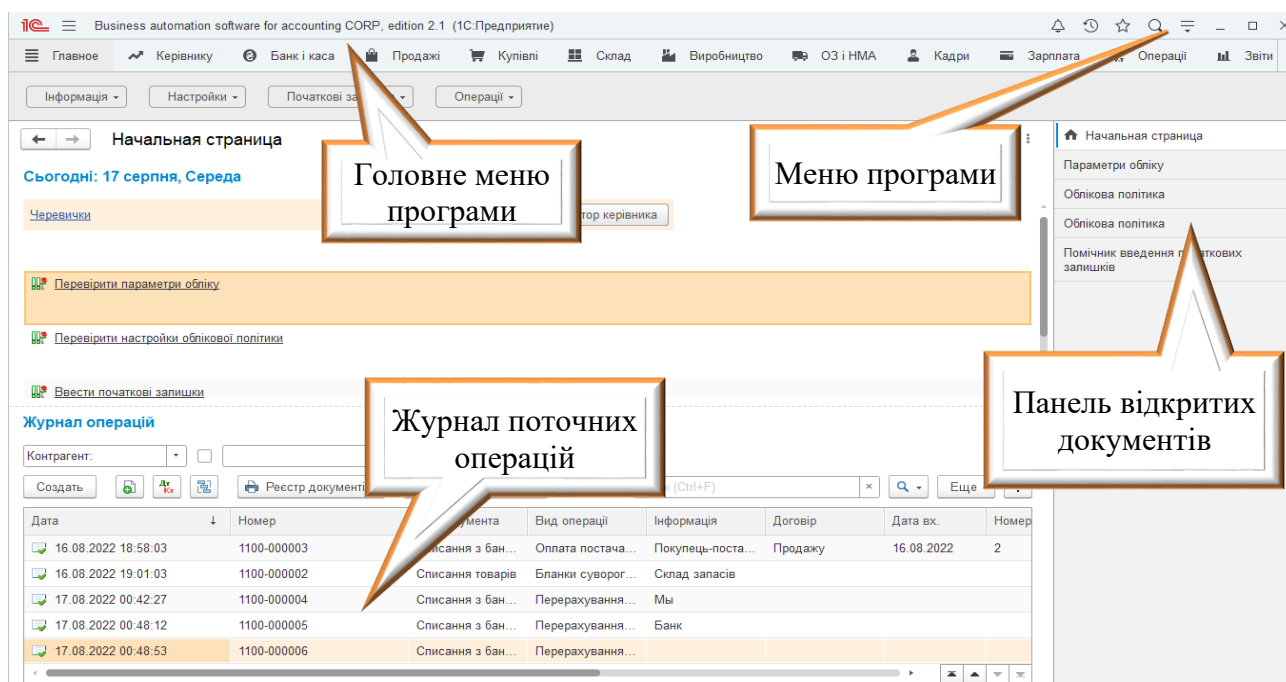 1С Business automation software for accounting CORP, edition 2.1 (1С:Предприятие)
Главное Керівнику Банк і каса Продажі Купівлі Склад Виробництво ОЗ і НМА Кадри Зарплата Операції Звіти
Інформація Настройки Початкові Операції
Начальная страница
Сьогодні: 17 серпня, Середа
Черевички
керівника
Головне меню
програми
Меню програми
Начальная страница
Параметри обліку
Облікова політика
Облікова політика
Помічник введення
залишків
Перевірити параметри обліку
Перевірити настройки облікової політики
Ввести початкові залишки
Панель відкритих
документів
Журнал поточних
операцій
Журнал операцій
Контрагент:
Создать Дт Кт Реєстр (Ctrl+F) × Еще
Дата ↓ Номер Вид операції Інформація Договір Дата вх. Номер
16.08.2022 18:58:03 1100-000003 Списання з бан... Оплата постача... Покупець-поста... Продажу 16.08.2022 2
16.08.2022 19:01:03 1100-000002 Списання товарів Бланки суворог... Склад запасів
17.08.2022 00:42:27 1100-000004 Списання з бан... Перерахування... Мы
17.08.2022 00:48:12 1100-000005 Списання з бан... Перерахування... Банк
17.08.2022 00:48:53 1100-000006 Списання з бан... Перерахування...